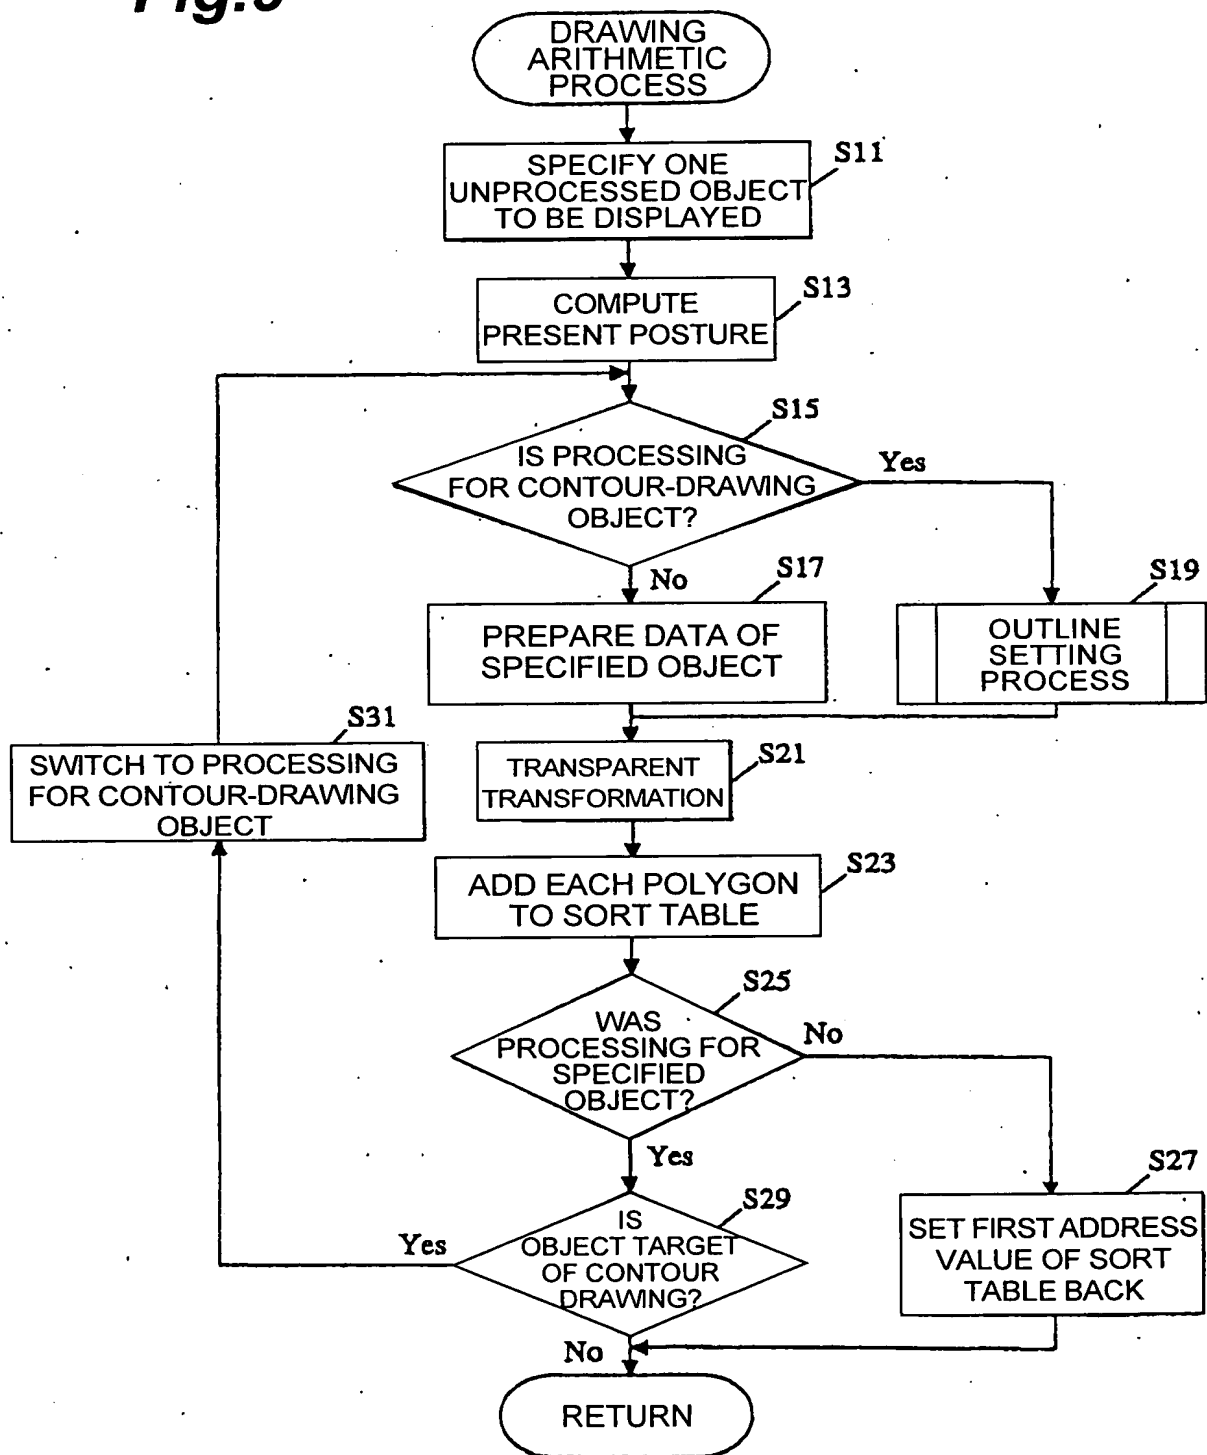 DRAWING
ARITHMETIC
PROCESS
S11
SPECIFY ONE
UNPROCESSED OBJECT
TO BE DISPLAYED
S13
COMPUTE
PRESENT POSTURE
S15
IS PROCESSING
FOR CONTOUR-DRAWING
OBJECT?
Yes
No
S17
PREPARE DATA OF
SPECIFIED OBJECT
S19
OUTLINE
SETTING
PROCESS
S31
SWITCH TO PROCESSING
FOR CONTOUR-DRAWING
OBJECT
S21
TRANSPARENT
TRANSFORMATION
S23
ADD EACH POLYGON
TO SORT TABLE
S25
WAS
PROCESSING FOR
SPECIFIED
OBJECT?
No
Yes
S27
SET FIRST ADDRESS
VALUE OF SORT
TABLE BACK
S29
IS
OBJECT TARGET
OF CONTOUR
DRAWING?
Yes
No
RETURN